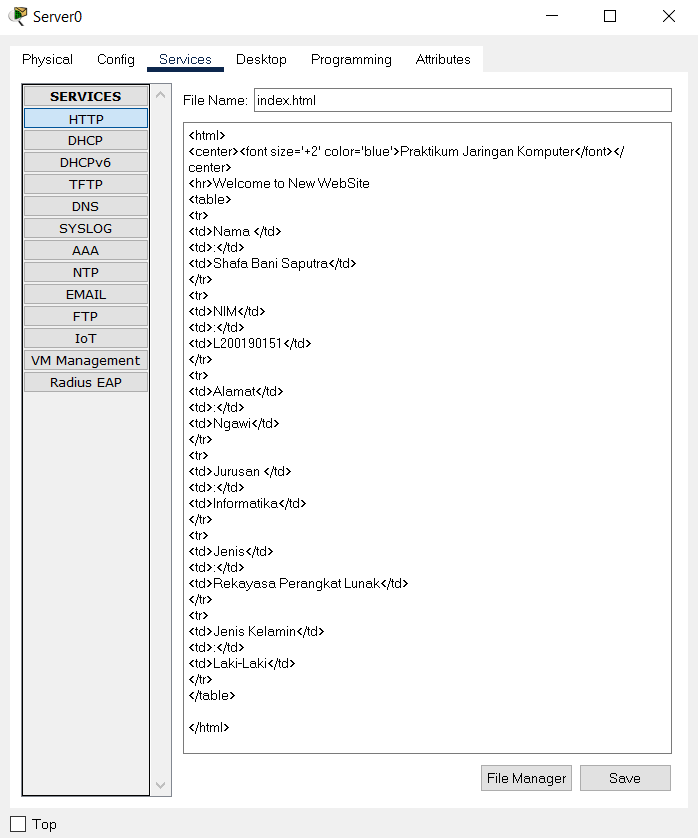 Server0
Physical Config Services Desktop Programming Attributes
SERVICES
HTTP
DHCP
DHCPv6
TFTP
DNS
SYSLOG
AAA
NTP
EMAIL
FTP
IoT
VM Management
Radius EAP
File Name: index.html
<html>
<center><font size='+2' color='blue'>Praktikum Jaringan Komputer</font></
center>
<hr>Welcome to New WebSite
<table>
<tr>
<td>Nama </td>
<td>:</td>
<td>Shafa Bani Saputra</td>
</tr>
<tr>
<td>NIM</td>
<td>:</td>
<td>L200190151</td>
</tr>
<tr>
<td>Alamat</td>
<td>:</td>
<td>Ngawi</td>
</tr>
<tr>
<td>Jurusan </td>
<td>:</td>
<td>Informatika</td>
</tr>
<tr>
<td>Jenis</td>
<td>:</td>
<td>Rekayasa Perangkat Lunak</td>
</tr>
<tr>
<td>Jenis Kelamin</td>
<td>:</td>
<td>Laki-Laki</td>
</tr>
</table>
</html>
File Manager Save
Top